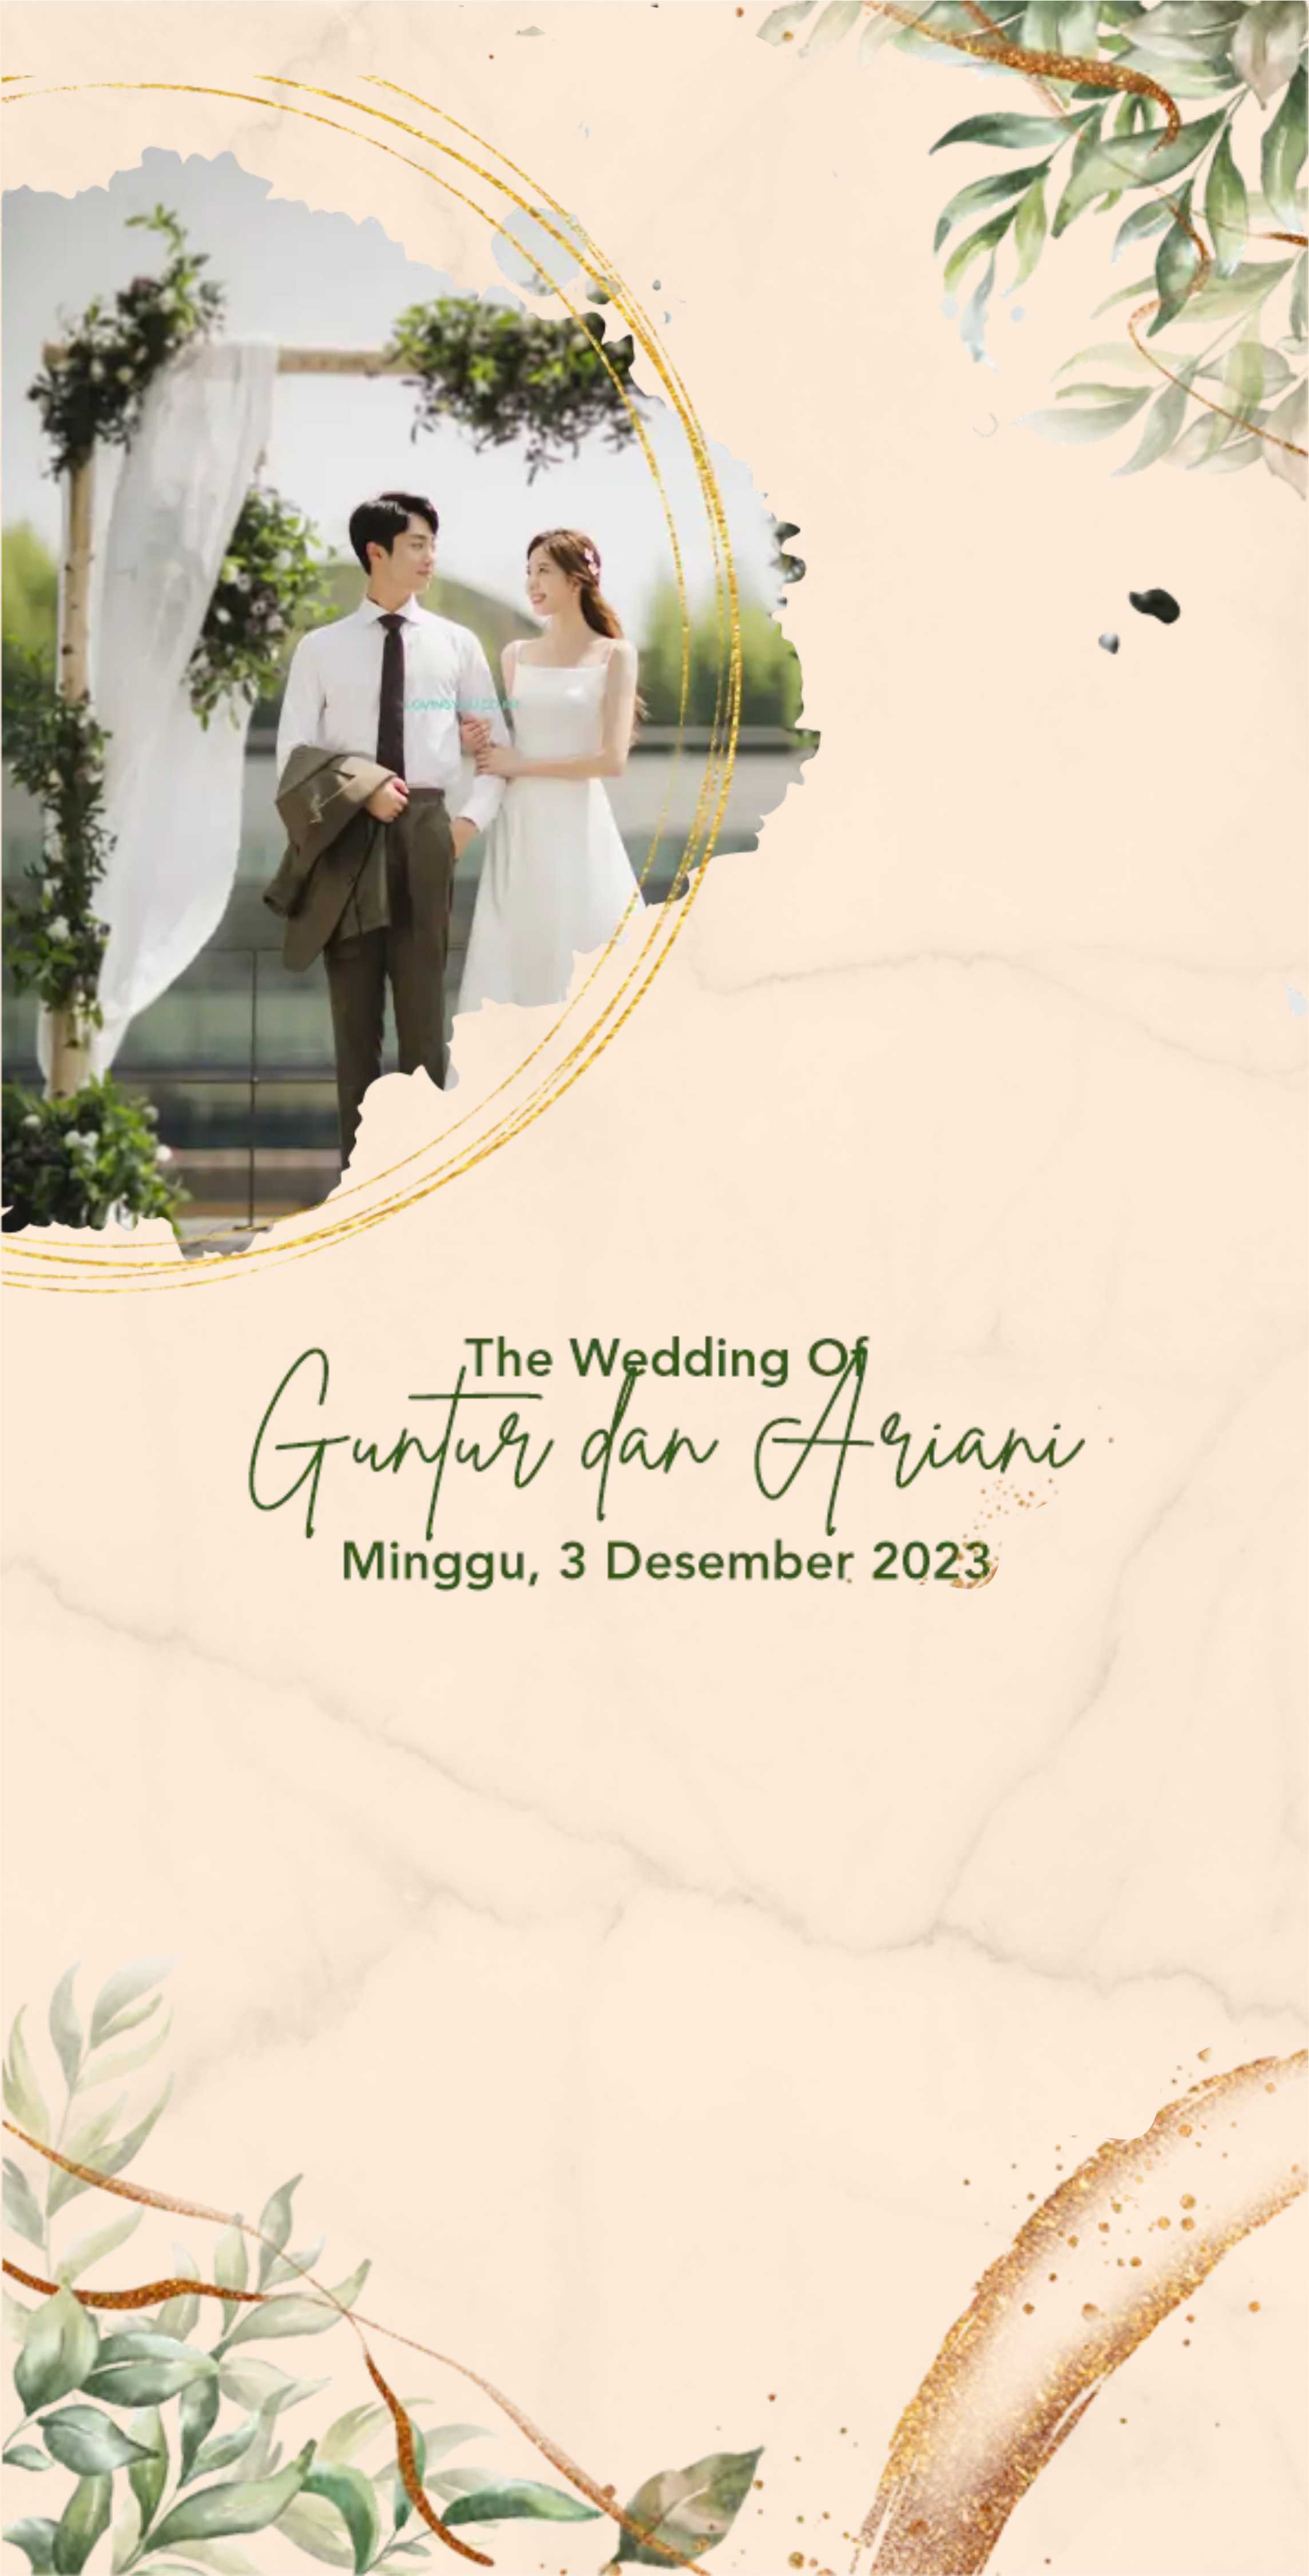 The Wedding Of
Guntur dan Ariani
Minggu, 3 Desember 2023